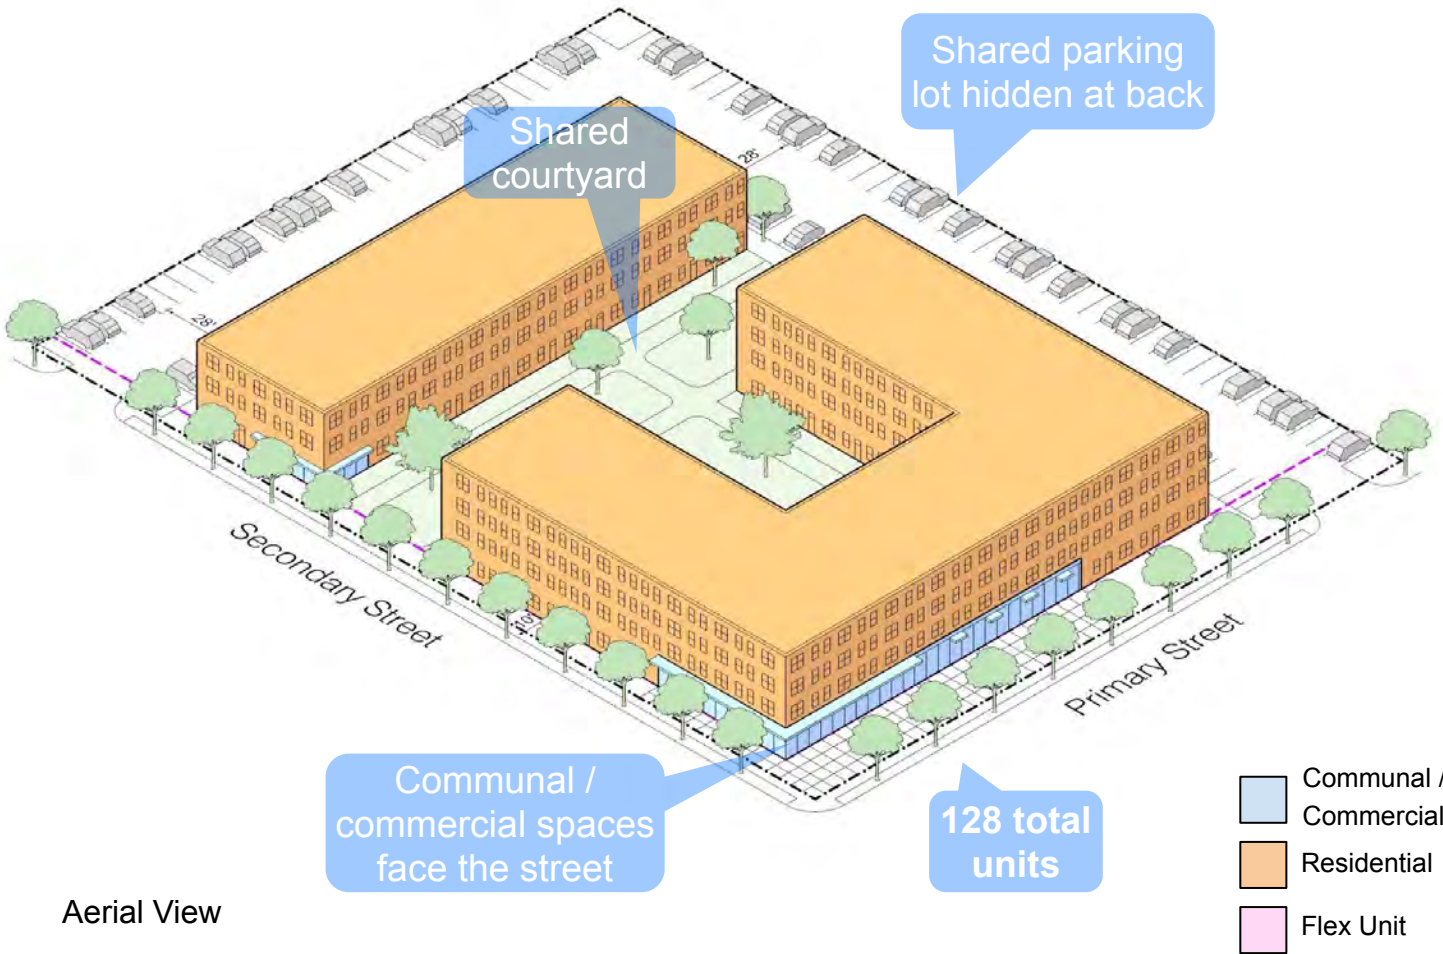 Shared parking
lot hidden at back
Shared
courtyard
28'
28'
Secondary Street
10'
Primary Street
Communal /
commercial spaces
face the street
128 total
units
Communal /
Commercial
Residential
Flex Unit
Aerial View